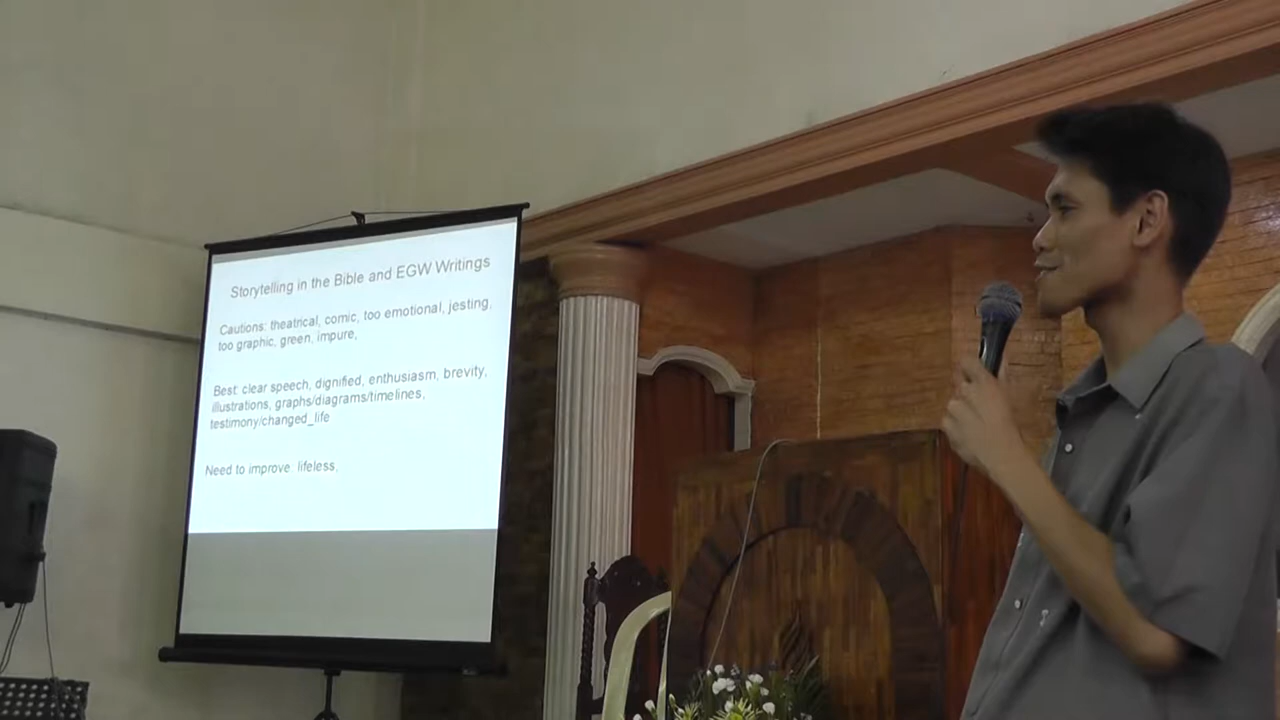 Storytelling in the Bible and EGW Writings
Cautions: theatrical, comic, too emotional, jesting,
too graphic, green, impure,
Best: clear speech, dignified, enthusiasm, brevity,
illustrations, graphs/diagrams/timelines,
testimony/changed_life
Need to improve: lifeless,